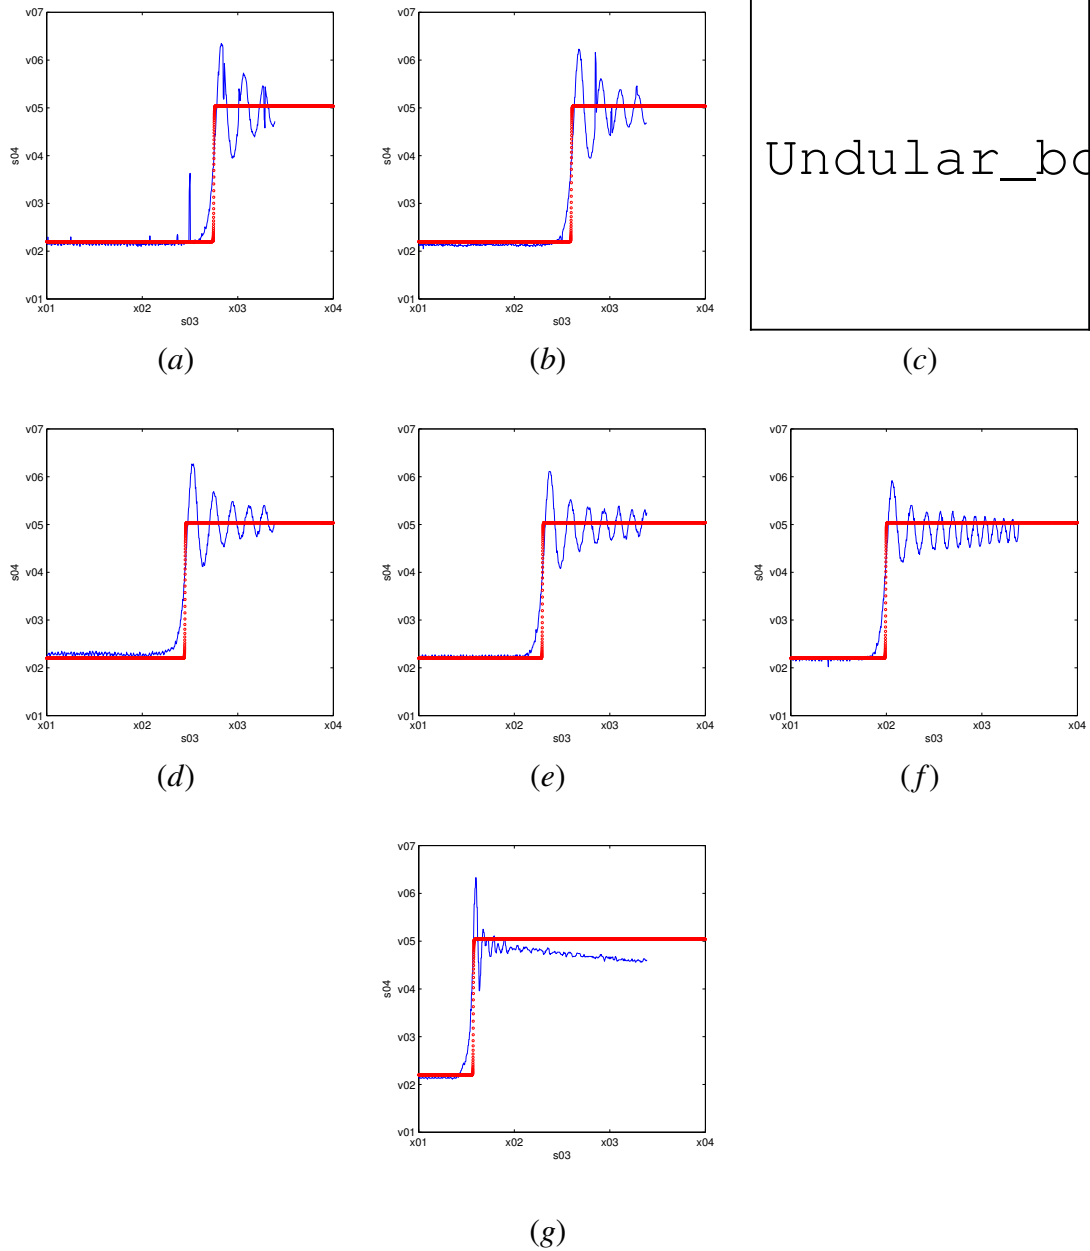 v07 v07
v06 v06
v05 v05
s04 v04 s04 v04 Undular_bo
v03 v03
v02 v02
v01 v01
x01 x02 x03 x04 x01 x02 x03 x04
s03 s03
(a) (b) (c)
v07 v07 v07
v06 v06 v06
v05 v05 v05
s04 v04 s04 v04 s04 v04
v03 v03 v03
v02 v02 v02
v01 v01 v01
x01 x02 x03 x04 x01 x02 x03 x04 x01 x02 x03 x04
s03 s03 s03
(d) (e) (f)
v07
v06
v05
s04 v04
v03
v02
v01
x01 x02 x03 x04
s03
(g)